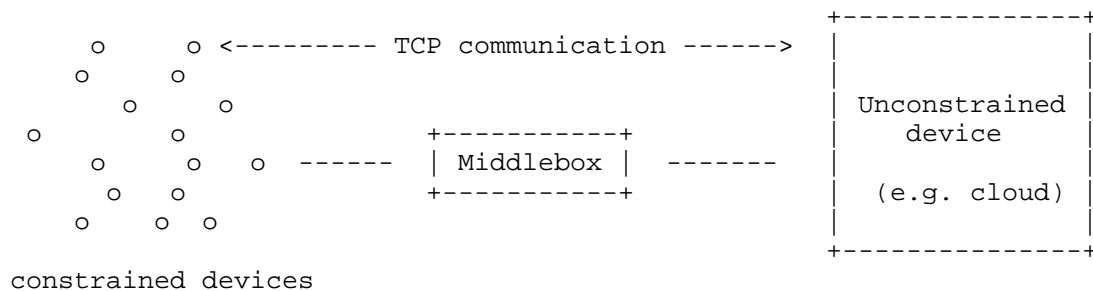 +---------------+
     o      o <--------- TCP communication ------>  |               |
    o     o                                         |               |
       o     o                                      | Unconstrained |
 o        o               +-----------+             |    device     |
     o     o   o  ------  | Middlebox |  -------    |               |
      o   o               +-----------+             |  (e.g. cloud) |
    o    o  o                                       |               |
                                                    +---------------+
constrained devices